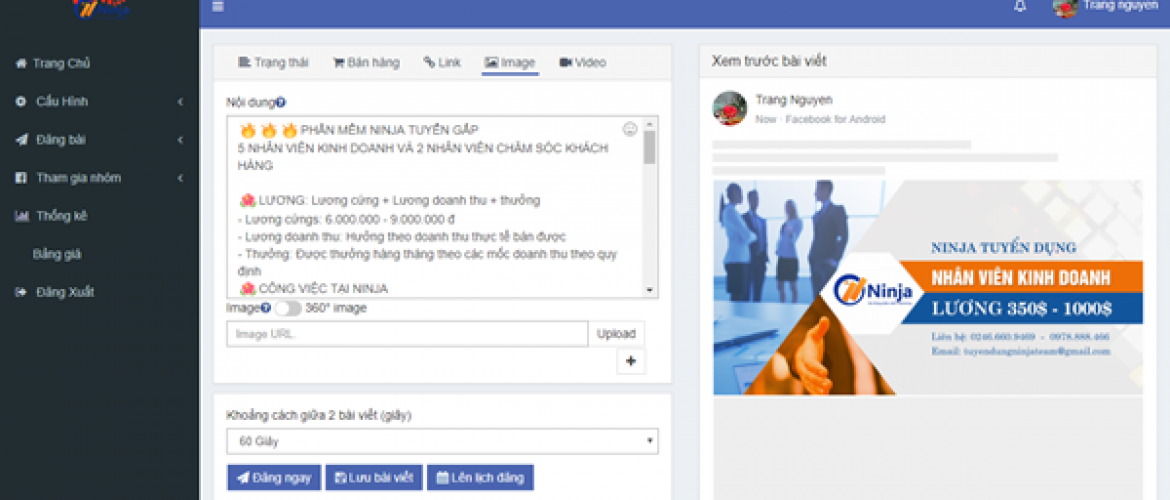 Ninja
Trang nguyen
Trang Chủ
Cấu Hình
Đăng bài
Tham gia nhóm
Thống kê
Bảng giá
Đăng Xuất
Trạng thái
Bán hàng
Link
Image
Video
Nội dung
PHẦN MỀM NINJA TUYỂN GẤP
5 NHÂN VIÊN KINH DOANH VÀ 2 NHÂN VIÊN CHĂM SÓC KHÁCH
HÀNG
LƯƠNG: Lương cứng + Lương doanh thu + thưởng
- Lương cứngs: 6.000.000 - 9.000.000 đ
- Lương doanh thu: Hưởng theo doanh thu thực tế bán được
- Thưởng: Được thưởng hàng tháng theo các mốc doanh thu theo quy
định
CÔNG VIỆC TẠI NINJA
Image 360° image
Image URL.
Upload
+
Khoảng cách giữa 2 bài viết (giây)
60 Giây
Đăng ngay
Lưu bài viết
Lên lịch đăng
Xem trước bài viết
Trang Nguyen
Now · Facebook for Android
NINJA TUYỂN DỤNG
NHÂN VIÊN KINH DOANH
Ninja
LƯƠNG 350$ - 1000$
Liên hệ: 0246.660.9469 - 0978.888.466
Email: tuyendungninjateam@gmail.com